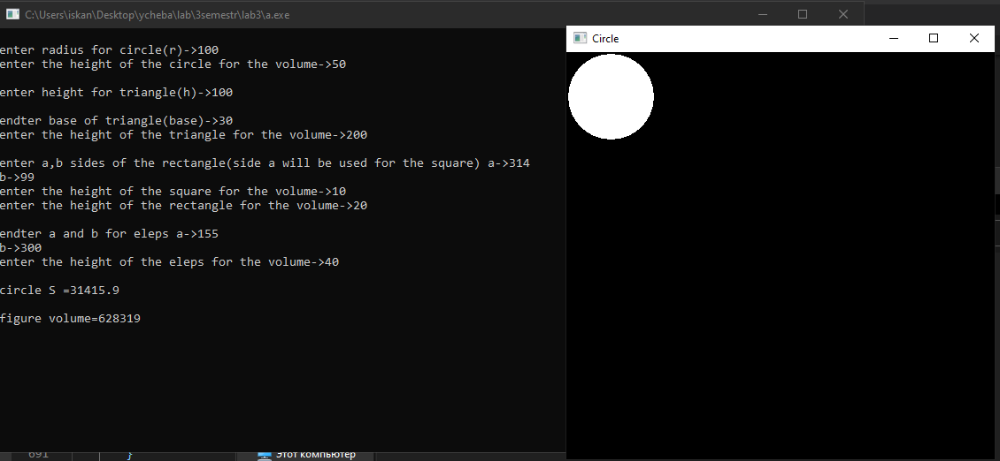 C:\Users\iskan\Desktop\ycheba\lab\3semestr\lab3\a.exe
enter radius for circle(r)->100
enter the height of the circle for the volume->50
enter height for triangle(h)->100
endter base of triangle(base)->30
enter the height of the triangle for the volume->200
enter a,b sides of the rectangle(side a will be used for the square) a->314
b->99
enter the height of the square for the volume->10
enter the height of the rectangle for the volume->20
endter a and b for eleps a->155
b->300
enter the height of the eleps for the volume->40
circle S =31415.9
figure volume=628319
Circle
691 }
Этот компьютер